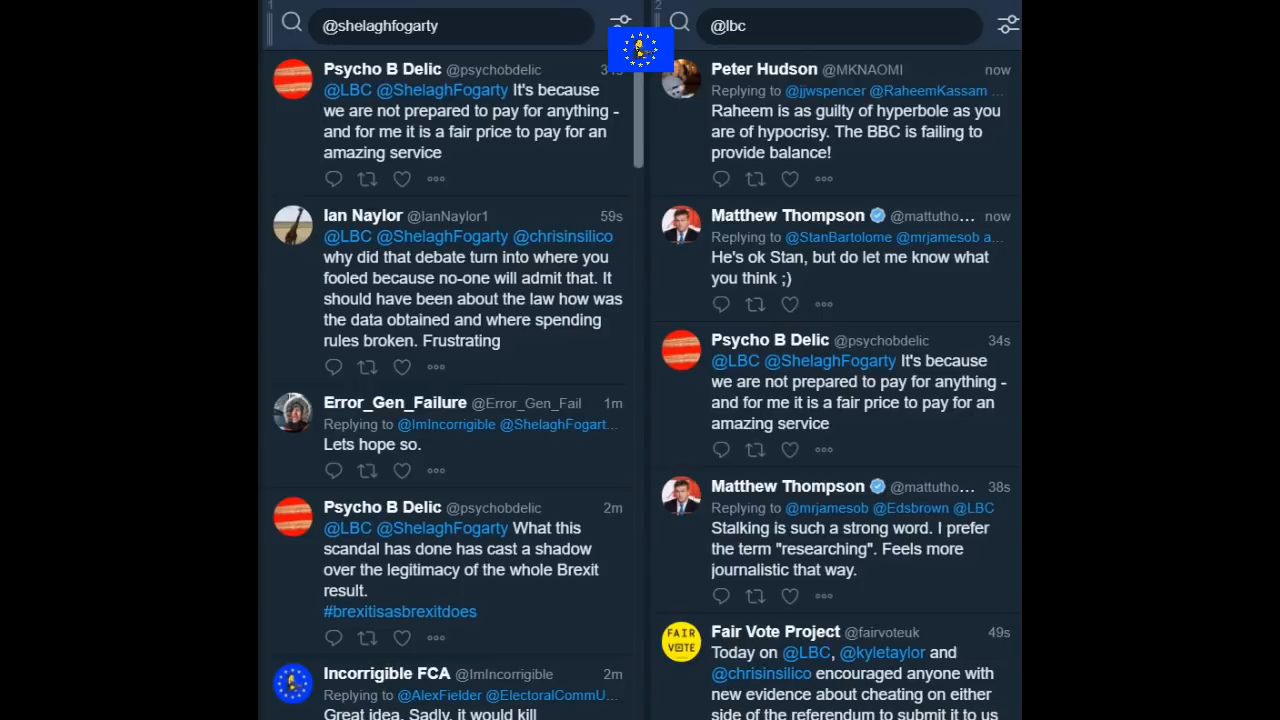 1
@shelaghfogarty
Psycho B Delic @psychobdelic
@LBC @ShelaghFogarty It's because
we are not prepared to pay for anything -
and for me it is a fair price to pay for an
amazing service
Ian Naylor @IanNaylor1 59s
@LBC @ShelaghFogarty @chrisinsilico
why did that debate turn into where you
fooled because no-one will admit that. It
should have been about the law how was
the data obtained and where spending
rules broken. Frustrating
Error_Gen_Failure @Error_Gen_Fail 1m
Replying to @ImIncorrigible @ShelaghFogart...
Lets hope so.
Psycho B Delic @psychobdelic 2m
@LBC @ShelaghFogarty What this
scandal has done has cast a shadow
over the legitimacy of the whole Brexit
result.
#brexitisasbrexitdoes
Incorrigible FCA @ImIncorrigible 2m
Replying to @AlexFielder @ElectoralCommU...
Great idea. Sadly, it would kill
2
@lbc
Peter Hudson @MKNAOMI now
Replying to @jjwspencer @RaheemKassam ...
Raheem is as guilty of hyperbole as you
are of hypocrisy. The BBC is failing to
provide balance!
Matthew Thompson @mattutho... now
Replying to @StanBartolome @mrjamesob a...
He's ok Stan, but do let me know what
you think ;)
Psycho B Delic @psychobdelic 34s
@LBC @ShelaghFogarty It's because
we are not prepared to pay for anything -
and for me it is a fair price to pay for an
amazing service
Matthew Thompson @mattutho... 38s
Replying to @mrjamesob @Edsbrown @LBC
Stalking is such a strong word. I prefer
the term "researching". Feels more
journalistic that way.
Fair Vote Project @fairvoteuk 49s
FAIR
VOTE
Today on @LBC, @kyletaylor and
@chrisinsilico encouraged anyone with
new evidence about cheating on either
side of the referendum to submit it to us